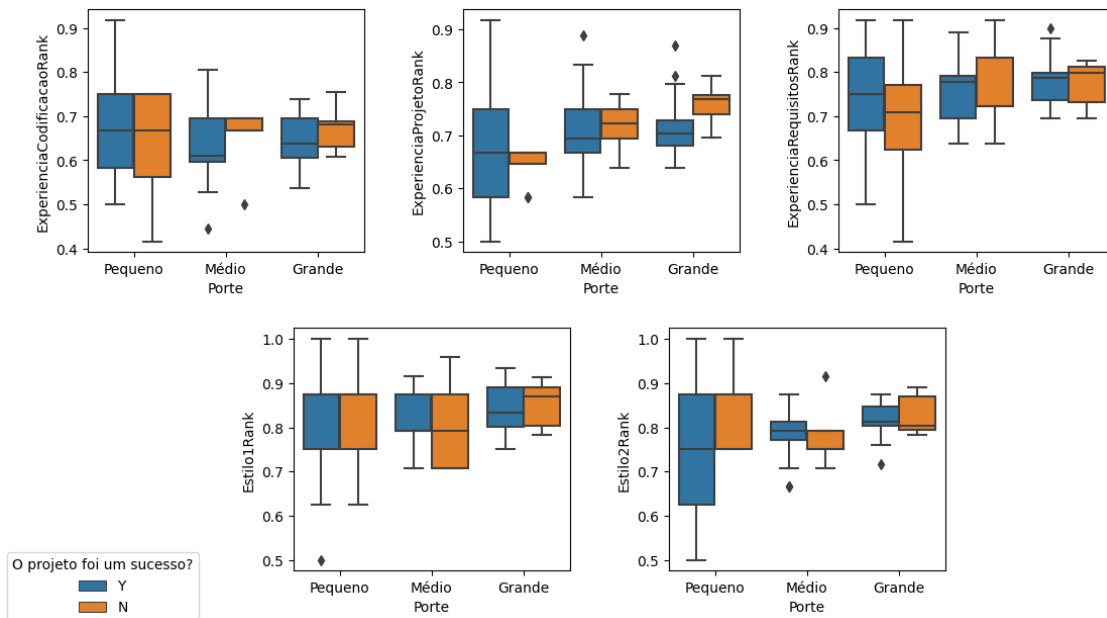 ExperienciaCodificacaoRank
0.9
0.8
0.7
0.6
0.5
0.4
Pequeno Médio Grande
Porte
ExperienciaProjetoRank
0.9
0.8
0.7
0.6
0.5
Pequeno Médio Grande
Porte
ExperienciaRequisitosRank
0.9
0.8
0.7
0.6
0.5
0.4
Pequeno Médio Grande
Porte
Estilo1Rank
1.0
0.9
0.8
0.7
0.6
0.5
Pequeno Médio Grande
Porte
Estilo2Rank
1.0
0.9
0.8
0.7
0.6
0.5
Pequeno Médio Grande
Porte
O projeto foi um sucesso?
Y
N